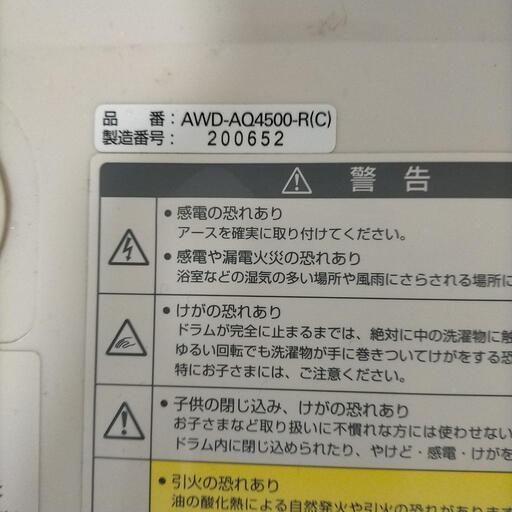 品　番: AWD-AQ4500-R(C)
製造番号: 200652
⚠ 警告
• 感電の恐れあり
アースを確実に取り付けてください。
• 感電や漏電火災の恐れあり
浴室などの湿気の多い場所や風雨にさらされる場所に
• けがの恐れあり
ドラムが完全に止まるまでは、絶対に中の洗濯物に触
ゆるい回転でも洗濯物が手に巻きついてけがをする恐
特にお子さまには、ご注意ください。
• 子供の閉じ込み、けがの恐れあり
お子さまなど取り扱いに不慣れな方には使わせない
ドラム内に閉じ込められたり、やけど・感電・けがを
• 引火の恐れあり
油の酸化熱による自然発火や引火の恐れがあります